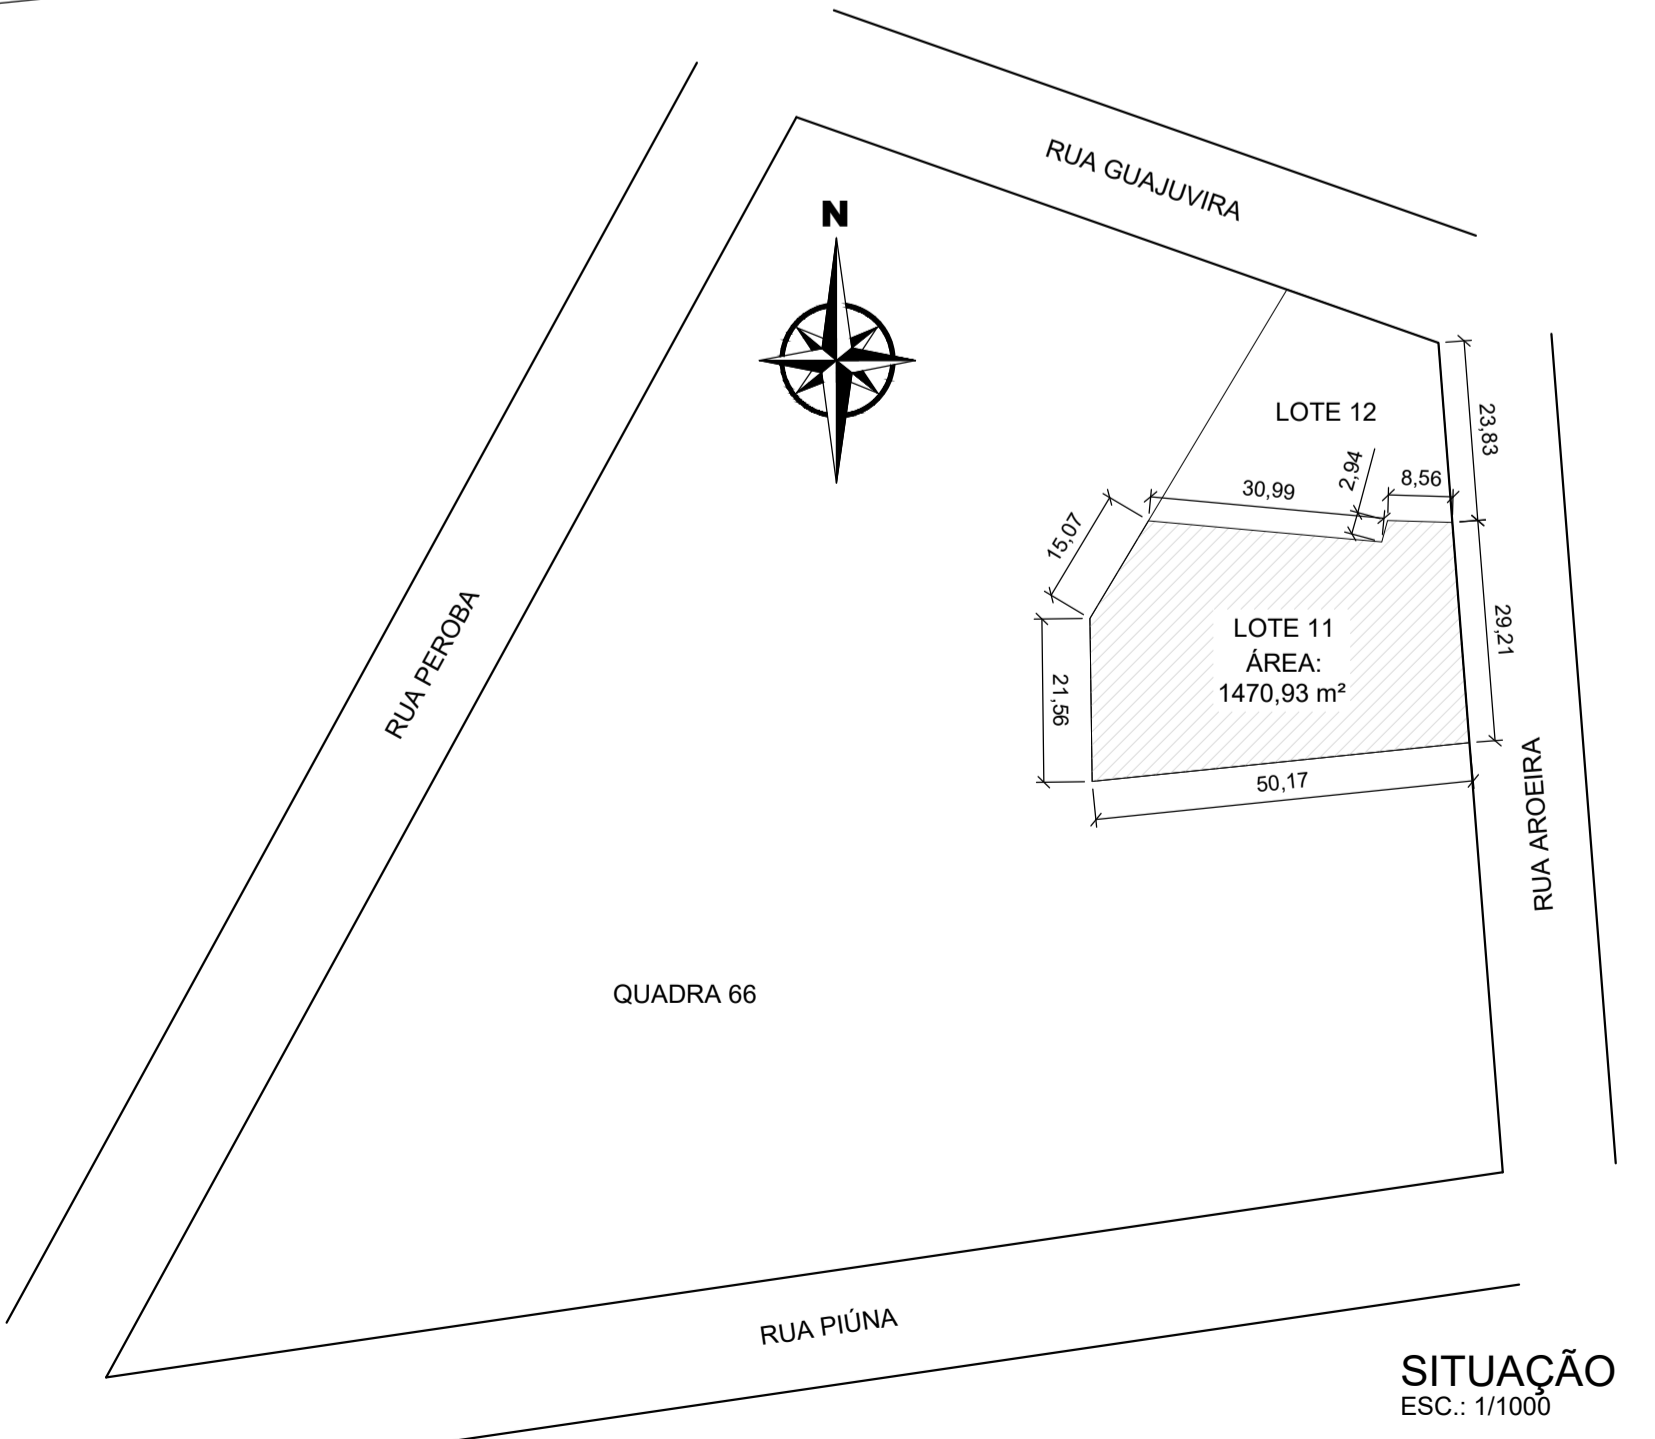 RUA GUAJUVIRA
N
LOTE 12
23,83
2,94
8,56
30,99
15,07
RUA PEROBA
LOTE 11
ÁREA:
1470,93 m²
29,21
21,56
50,17
RUA AROEIRA
QUADRA 66
RUA PIÚNA
SITUAÇÃO
ESC.: 1/1000